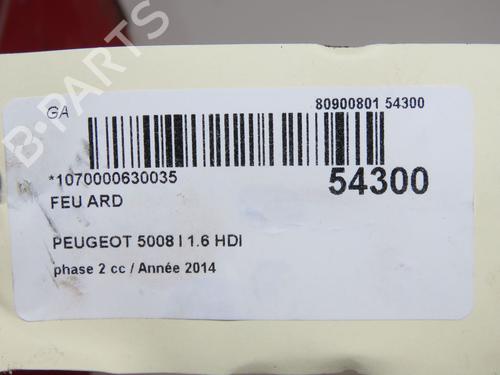 GA
80900801 54300
*1070000630035
54300
FEU ARD
PEUGEOT 5008 I 1.6 HDI
phase 2 cc / Année 2014
B-PARTS